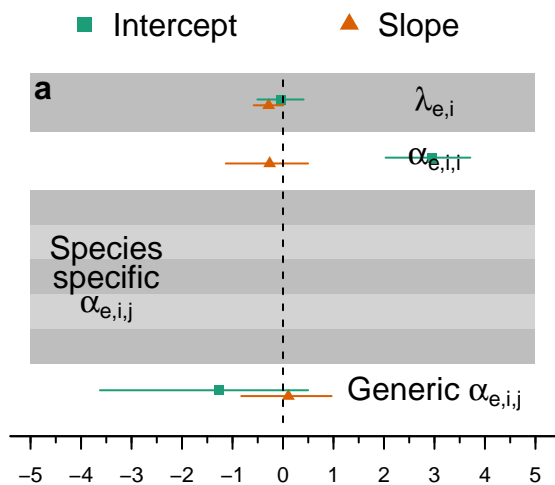 Intercept Slope
a
λe,i
αe,i,i
Species
specific
αe,i,j
Generic αe,i,j
−5 −4 −3 −2 −1 0 1 2 3 4 5